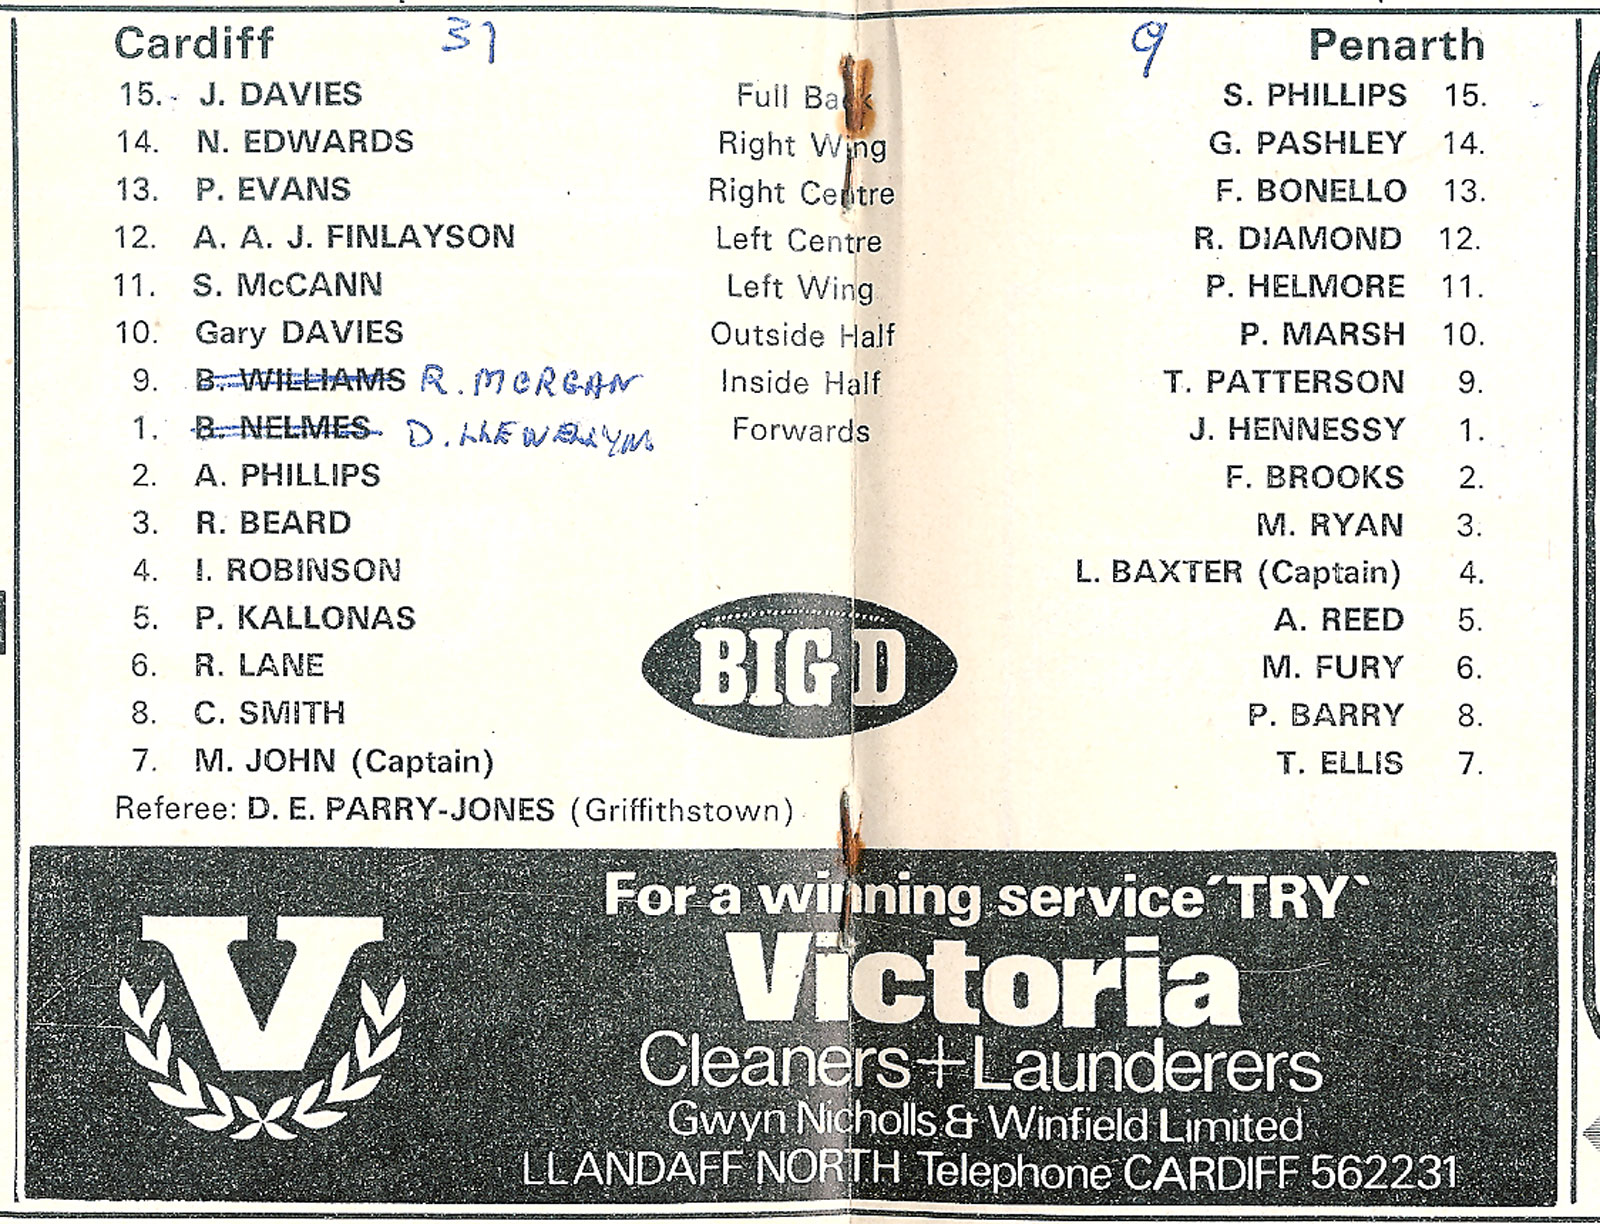 Cardiff 31 9 Penarth
15. J. DAVIES Full Back S. PHILLIPS 15.
14. N. EDWARDS Right Wing G. PASHLEY 14.
13. P. EVANS Right Centre F. BONELLO 13.
12. A. A. J. FINLAYSON Left Centre R. DIAMOND 12.
11. S. McCANN Left Wing P. HELMORE 11.
10. Gary DAVIES Outside Half P. MARSH 10.
9. B. WILLIAMS R. MORGAN Inside Half T. PATTERSON 9.
1. B. NELMES D. LLEWELLYN Forwards J. HENNESSY 1.
2. A. PHILLIPS F. BROOKS 2.
3. R. BEARD M. RYAN 3.
4. I. ROBINSON L. BAXTER (Captain) 4.
5. P. KALLONAS A. REED 5.
6. R. LANE M. FURY 6.
8. C. SMITH P. BARRY 8.
7. M. JOHN (Captain) T. ELLIS 7.
BIG D
Referee: D. E. PARRY-JONES (Griffithstown)
For a winning service ´TRY`
V
Victoria
Cleaners+Launderers
Gwyn Nicholls & Winfield Limited
LLANDAFF NORTH Telephone CARDIFF 562231